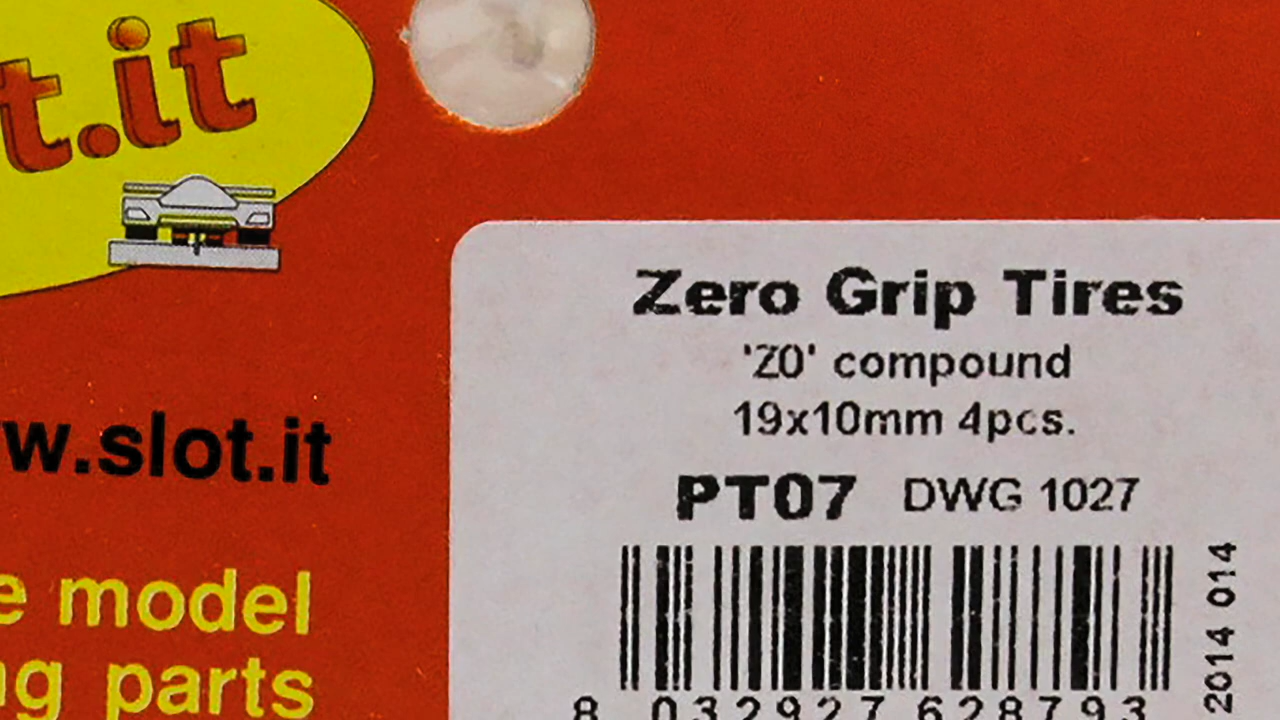 t.it
w.slot.it
e model
ng parts
Zero Grip Tires
'Z0' compound
19x10mm 4pcs.
PT07 DWG 1027
8 032927 628793
2014 014